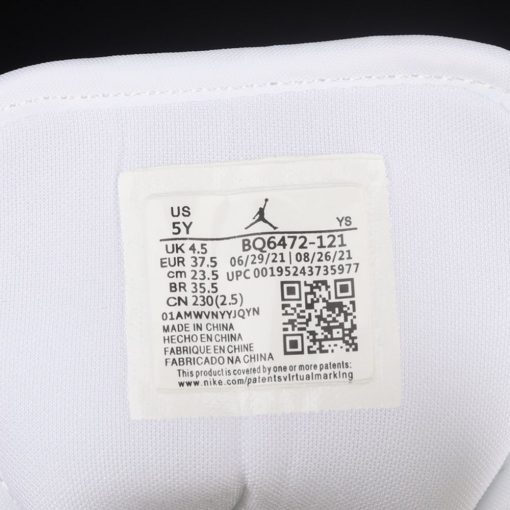 US
5Y
YS
UK 4.5
EUR 37.5
cm 23.5
BR 35.5
CN 230(2.5)
BQ6472-121
06/29/21 | 08/26/21
UPC 00195243735977
01AMWVNYYJQYN
MADE IN CHINA
HECHO EN CHINA
FABRIQUE EN CHINE
FABRICADO NA CHINA
This product is covered by one or more patents:
www.nike.com/patentsvirtualmarking